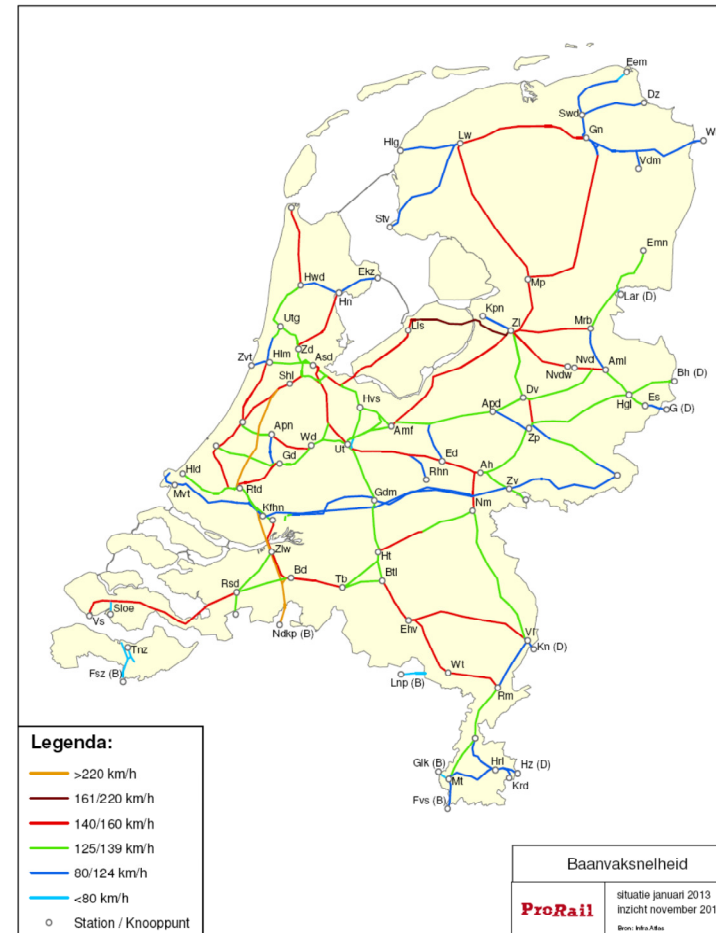 Eem
Dz
Swd
Gn
W
Vdm
Lw
Hlg
Stv
Emn
Lar (D)
Mp
Kpn
Zl
Mrb
Lls
Ekz
Hwd
Hn
Utg
Zd
Asd
Zvt
Hlm
Shl
Nvd
Nvdw
Aml
Bh (D)
Hgl
Es
G (D)
Dv
Apd
Zp
Hvs
Amf
Apn
Wd
Ut
Gd
Ed
Rhn
Ah
Zv
Hld
Mvt
Rtd
Kfhn
Gdm
Nm
Zlw
Ht
Btl
Bd
Tb
Rsd
Vs
Sloe
Ndkp (B)
Tnz
Fsz (B)
Ehv
Vl
Kn (D)
Wt
Lnp (B)
Rm
Glk (B)
Mt
Hrl
Hz (D)
Krd
Fvs (B)
Legenda:
>220 km/h
161/220 km/h
140/160 km/h
125/139 km/h
80/124 km/h
<80 km/h
Station / Knooppunt
Baanvaksnelheid
ProRail
situatie januari 2013
inzicht november 201
Bron: Infra Atlas